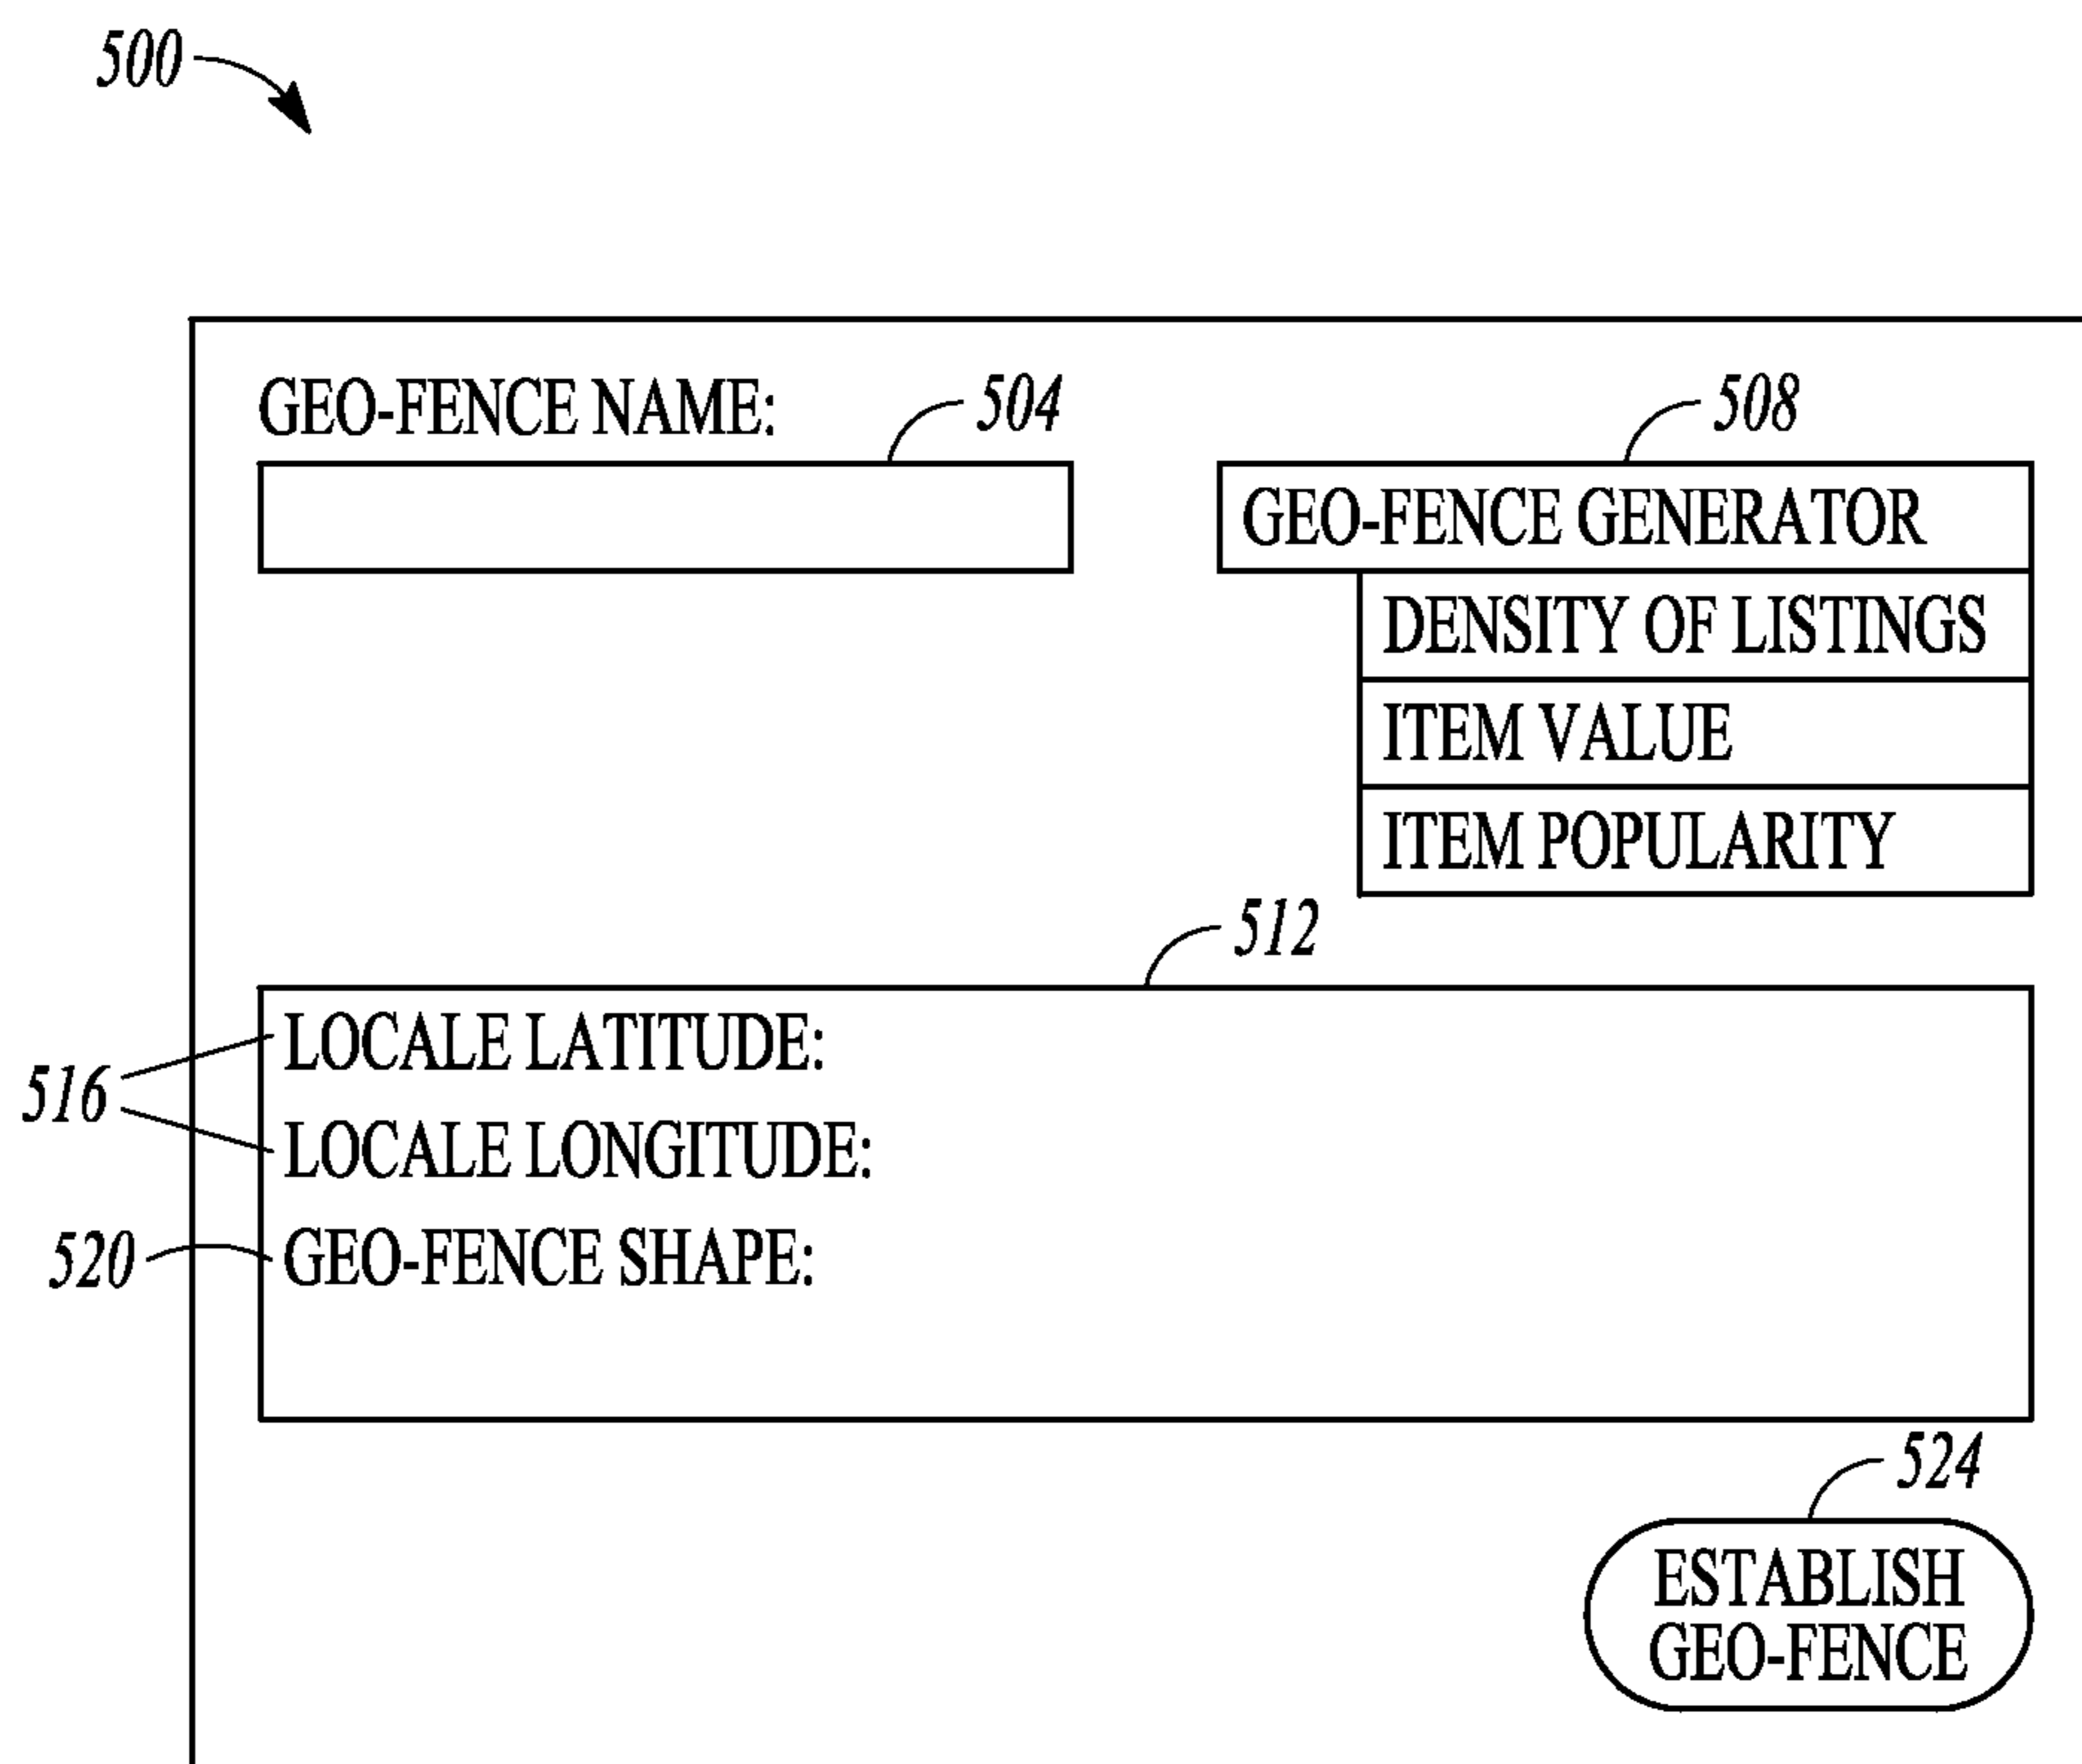 500
GEO-FENCE NAME:
504
508
GEO-FENCE GENERATOR
DENSITY OF LISTINGS
ITEM VALUE
ITEM POPULARITY
512
LOCALE LATITUDE:
516
LOCALE LONGITUDE:
520
GEO-FENCE SHAPE:
524
ESTABLISH
GEO-FENCE